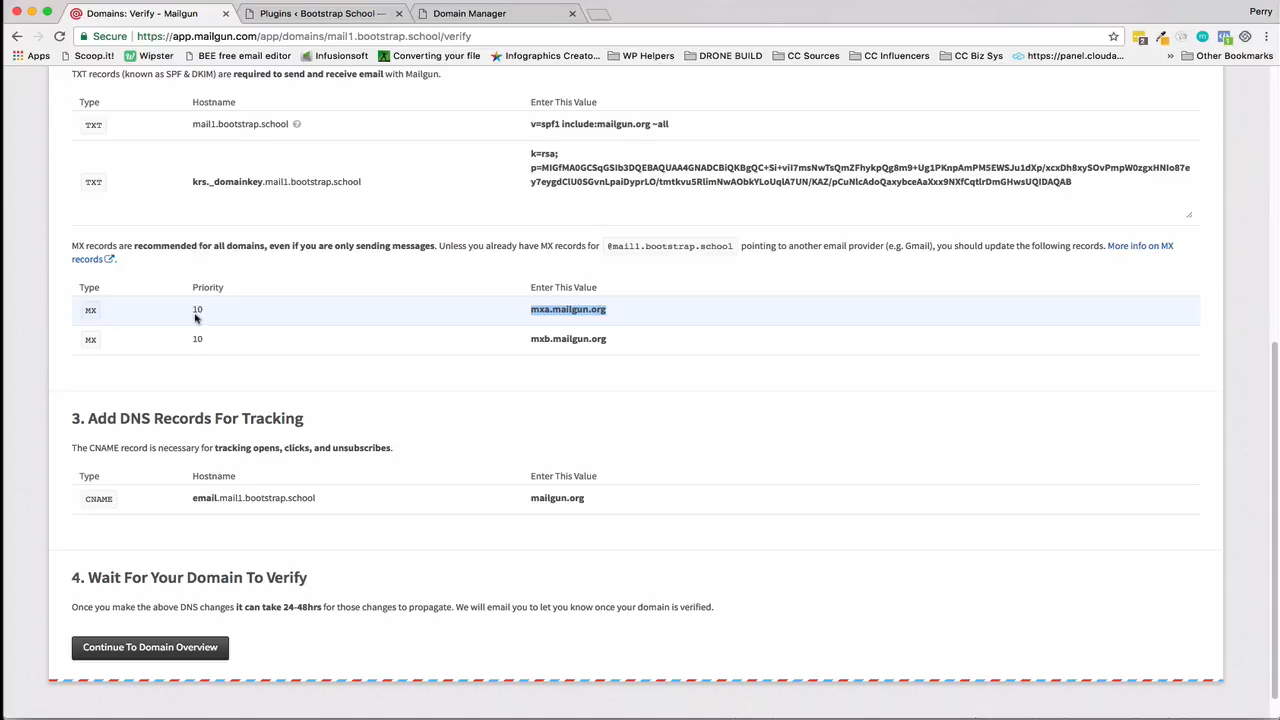 Domains: Verify - Mailgun
Plugins ‹ Bootstrap School —
Domain Manager
Perry
Secure
https://app.mailgun.com/app/domains/mail1.bootstrap.school/verify
Apps
Scoop.it!
Wipster
BEE free email editor
Infusionsoft
Converting your file
Infographics Creato...
WP Helpers
DRONE BUILD
CC Sources
CC Influencers
CC Biz Sys
https://panel.clouda...
»
Other Bookmarks
TXT records (known as SPF & DKIM) are required to send and receive email with Mailgun.
Type Hostname Enter This Value
TXT mail1.bootstrap.school v=spf1 include:mailgun.org ~all
k=rsa;
p=MIGfMA0GCSqGSIb3DQEBAQUAA4GNADCBiQKBgQC+Si+viI7msNwTsQmZFhykpQg8m9+Ug1PKnpAmPM5EWSJu1dXp/xcxDh8xySOvPmpW0zgxHNIo87e
TXT krs._domainkey.mail1.bootstrap.school y7eygdClU0SGvnLpaiDyprLO/tmtkvu5RlimNwAObkYLoUqlA7UN/KAZ/pCuNlcAdoQaxybceAaXxx9NXfCqtlrDmGHwsUQIDAQAB
MX records are recommended for all domains, even if you are only sending messages. Unless you already have MX records for @mail1.bootstrap.school pointing to another email provider (e.g. Gmail), you should update the following records. More info on MX
records.
Type Priority Enter This Value
MX 10 mxa.mailgun.org
MX 10 mxb.mailgun.org
3. Add DNS Records For Tracking
The CNAME record is necessary for tracking opens, clicks, and unsubscribes.
Type Hostname Enter This Value
CNAME email.mail1.bootstrap.school mailgun.org
4. Wait For Your Domain To Verify
Once you make the above DNS changes it can take 24-48hrs for those changes to propagate. We will email you to let you know once your domain is verified.
Continue To Domain Overview